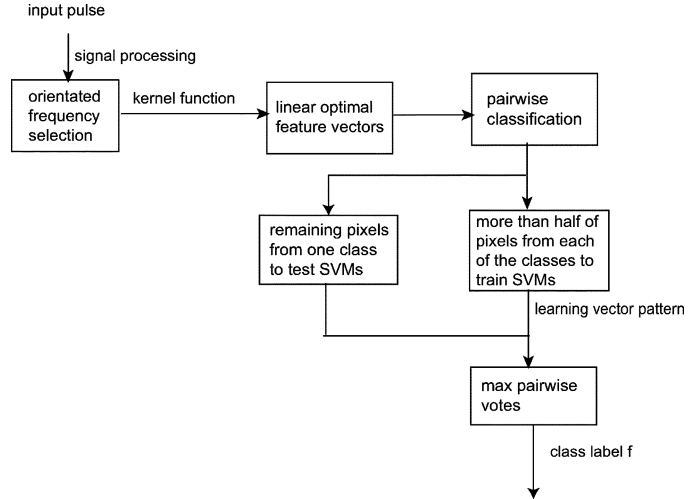 input pulse
signal processing
orientated
frequency
selection
kernel function
linear optimal
feature vectors
pairwise
classification
remaining pixels
from one class
to test SVMs
more than half of
pixels from each
of the classes to
train SVMs
learning vector pattern
max pairwise
votes
class label f